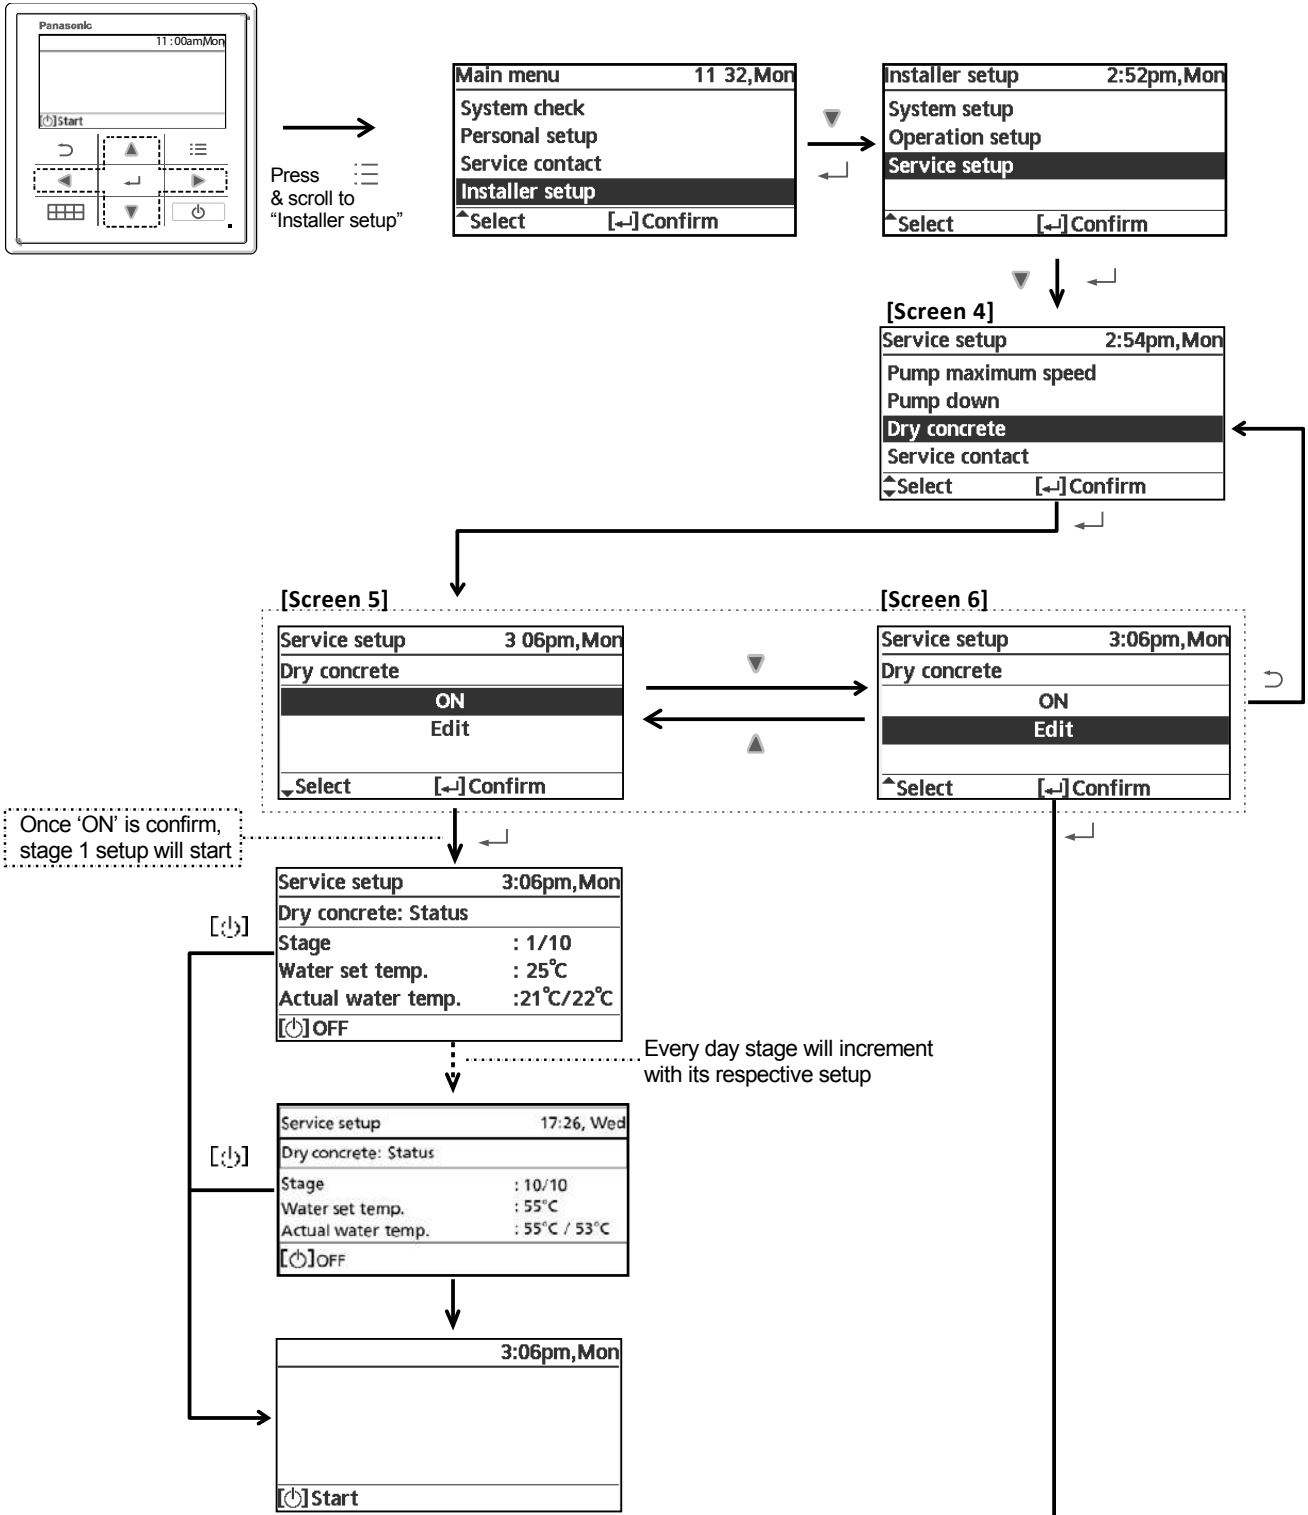 Panasonic
11:00am,Mon
[⏻]Start
Press
& scroll to
“Installer setup”
Main menu 11 32,Mon
System check
Personal setup
Service contact
Installer setup
Select [↵]Confirm
Installer setup 2:52pm,Mon
System setup
Operation setup
Service setup
Select [↵]Confirm
[Screen 4]
Service setup 2:54pm,Mon
Pump maximum speed
Pump down
Dry concrete
Service contact
Select [↵]Confirm
[Screen 5]
Service setup 3 06pm,Mon
Dry concrete
ON
Edit
Select [↵]Confirm
[Screen 6]
Service setup 3:06pm,Mon
Dry concrete
ON
Edit
Select [↵]Confirm
Once ‘ON’ is confirm,
stage 1 setup will start
Service setup 3:06pm,Mon
Dry concrete: Status
Stage : 1/10
Water set temp. : 25°C
Actual water temp. :21°C/22°C
[⏻]OFF
[⏻]
Every day stage will increment
with its respective setup
Service setup 17:26, Wed
Dry concrete: Status
Stage : 10/10
Water set temp. : 55°C
Actual water temp. : 55°C / 53°C
[⏻]OFF
[⏻]
3:06pm,Mon
[⏻]Start